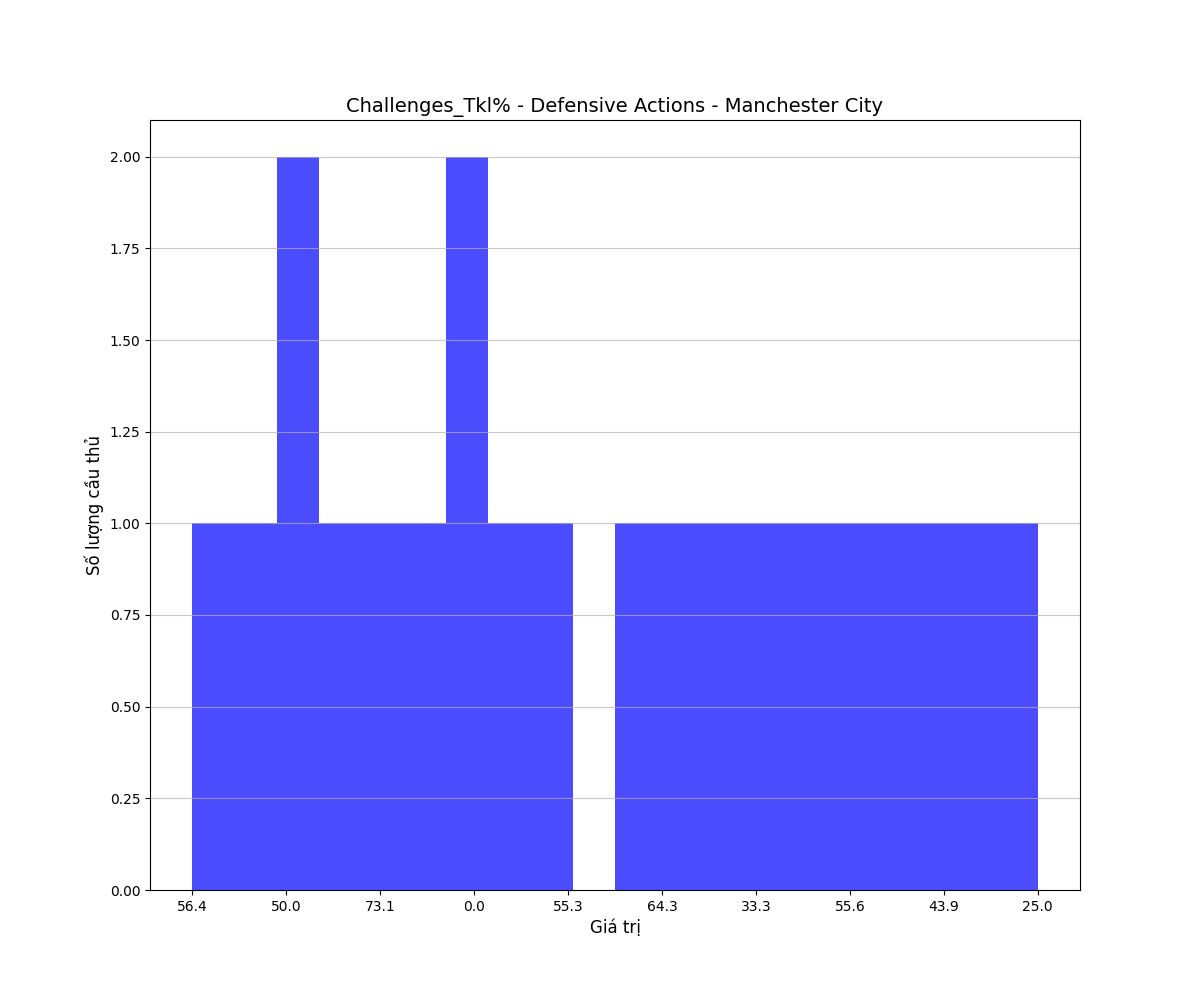 Challenges_Tkl% - Defensive Actions - Manchester City
Số lượng cầu thủ
2.00
1.75
1.50
1.25
1.00
0.75
0.50
0.25
0.00
56.4 50.0 73.1 0.0 55.3 64.3 33.3 55.6 43.9 25.0
Giá trị